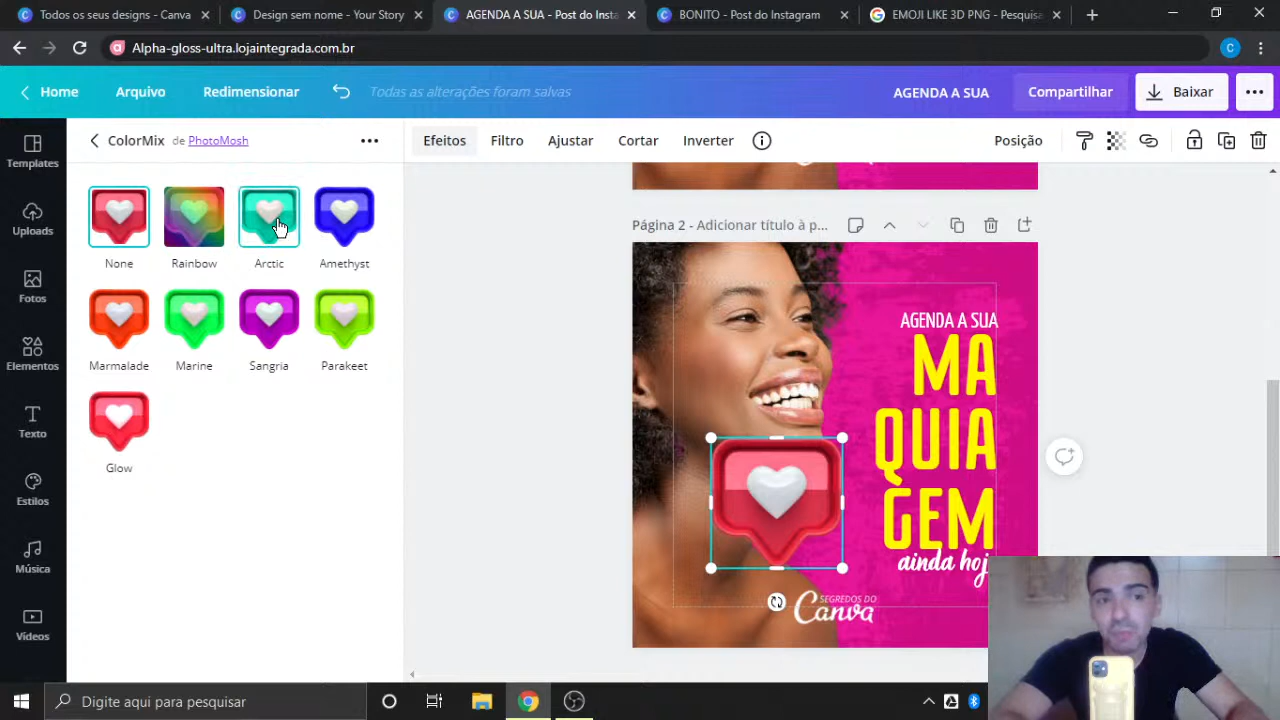 Todos os seus designs - Canva
Design sem nome - Your Story
AGENDA A SUA - Post do Insta
BONITO - Post do Instagram
EMOJI LIKE 3D PNG - Pesquisa
Alpha-gloss-ultra.lojaintegrada.com.br
C
Home
Arquivo
Redimensionar
Todas as alterações foram salvas
AGENDA A SUA
Compartilhar
Baixar
Templates
Uploads
Fotos
Elementos
Texto
Estilos
Música
Vídeos
ColorMix de PhotoMosh
None
Rainbow
Arctic
Amethyst
Marmalade
Marine
Sangria
Parakeet
Glow
Efeitos
Filtro
Ajustar
Cortar
Inverter
Posição
Página 2 - Adicionar título à p...
AGENDA A SUA
MA
QUIA
GEM
ainda hoj
SEGREDOS DO
Canva
Digite aqui para pesquisar